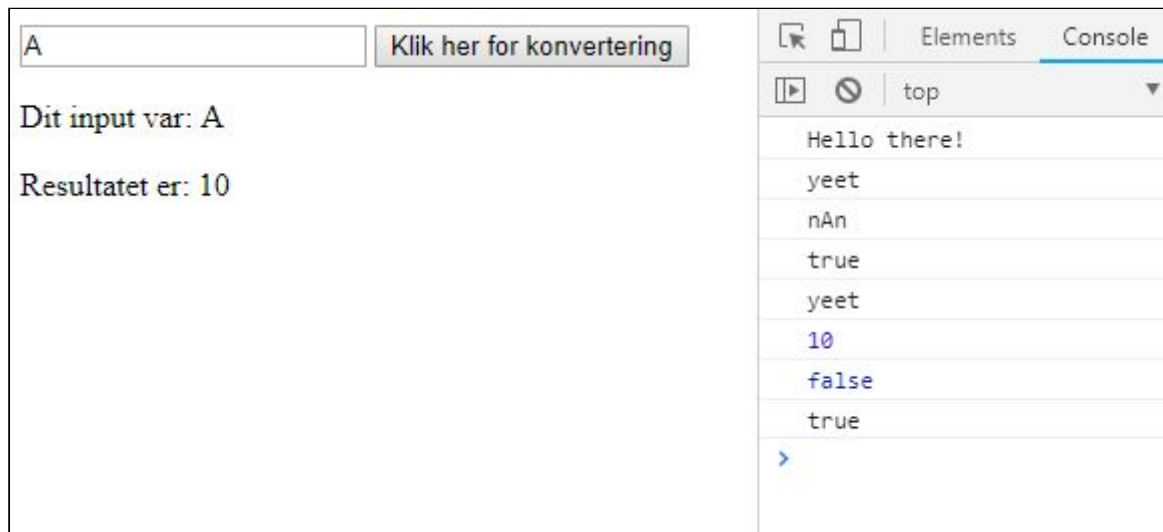 A Klik her for konvertering
Dit input var: A
Resultatet er: 10
Elements Console
top
Hello there!
yeet
nAn
true
yeet
10
false
true